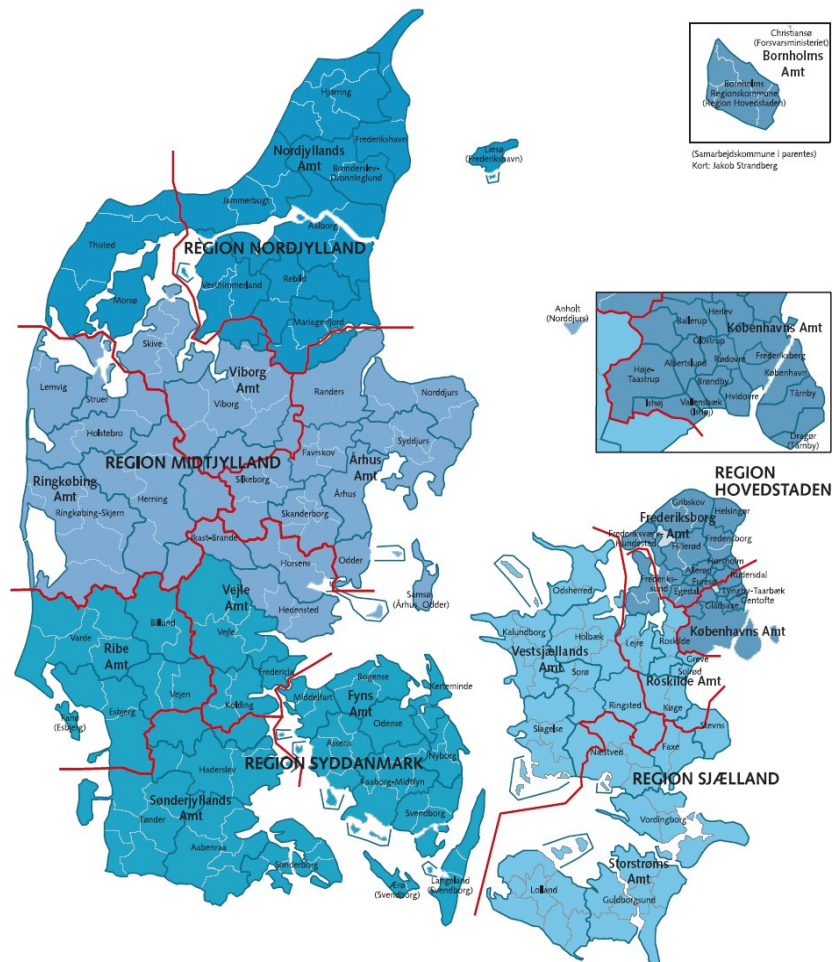 Christiansø
(Forsvarsministeriet)
Bornholms
Amt
Bornholms
Regionskommune
(Region Hovedstaden)
(Samarbejdskommune i parentes)
Kort: Jakob Strandberg
Hjørring
Frederikshavn
Nordjyllands
Amt
Brønderslev-
Dronninglund
Læsø
(Frederikshavn)
Jammerbugt
Aalborg
Thisted
REGION NORDJYLLAND
Vesthimmerland
Rebild
Morsø
Mariagerfjord
Anholt
(Norddjurs)
Skive
Viborg
Amt
Lemvig
Struer
Viborg
Randers
Norddjurs
Holstebro
Favrskov
Syddjurs
Århus
Amt
REGION MIDTJYLLAND
Ringkøbing
Amt
Silkeborg
Herning
Århus
Ringkøbing-Skjern
Skanderborg
Ikast-Brande
Horsens
Odder
Hedensted
Samsø
(Århus, Odder)
Vejle
Amt
Billund
Varde
Ribe
Amt
Vejle
Fredericia
Vejen
Kolding
Esbjerg
Fanø
(Esbjerg)
Bogense
Middelfart
Fyns
Amt
Kerteminde
Odense
Assens
Nyborg
REGION SYDDANMARK
Haderslev
Faaborg-Midtfyn
Sønderjyllands
Amt
Svendborg
Tønder
Aabenraa
Sønderborg
Ærø
(Svendborg)
Langeland
(Svendborg)
Herlev
Ballerup
Københavns Amt
Glostrup
Rødovre
Frederiksberg
Albertslund
København
Høje-
Taastrup
Brøndby
Hvidovre
Tårnby
Ishøj
Vallensbæk
(Ishøj)
Dragør
(Tårnby)
REGION
HOVEDSTADEN
Gribskov
Helsingør
Frederiksborg
Amt
Frederiksværk-
Hundested
Fredensborg
Hillerød
Hørsholm
Allerød
Rudersdal
Frederiks-
sund
Furesø
Egedal
Lyngby-Taarbæk
Gentofte
Gladsaxe
Københavns Amt
Odsherred
Kalundborg
Holbæk
Lejre
Roskilde
Vestsjællands
Amt
Greve
Solrød
Sorø
Roskilde Amt
Ringsted
Køge
Stevns
Slagelse
Næstved
Faxe
REGION SJÆLLAND
Vordingborg
Storstrøms
Amt
Lolland
Guldborgsund